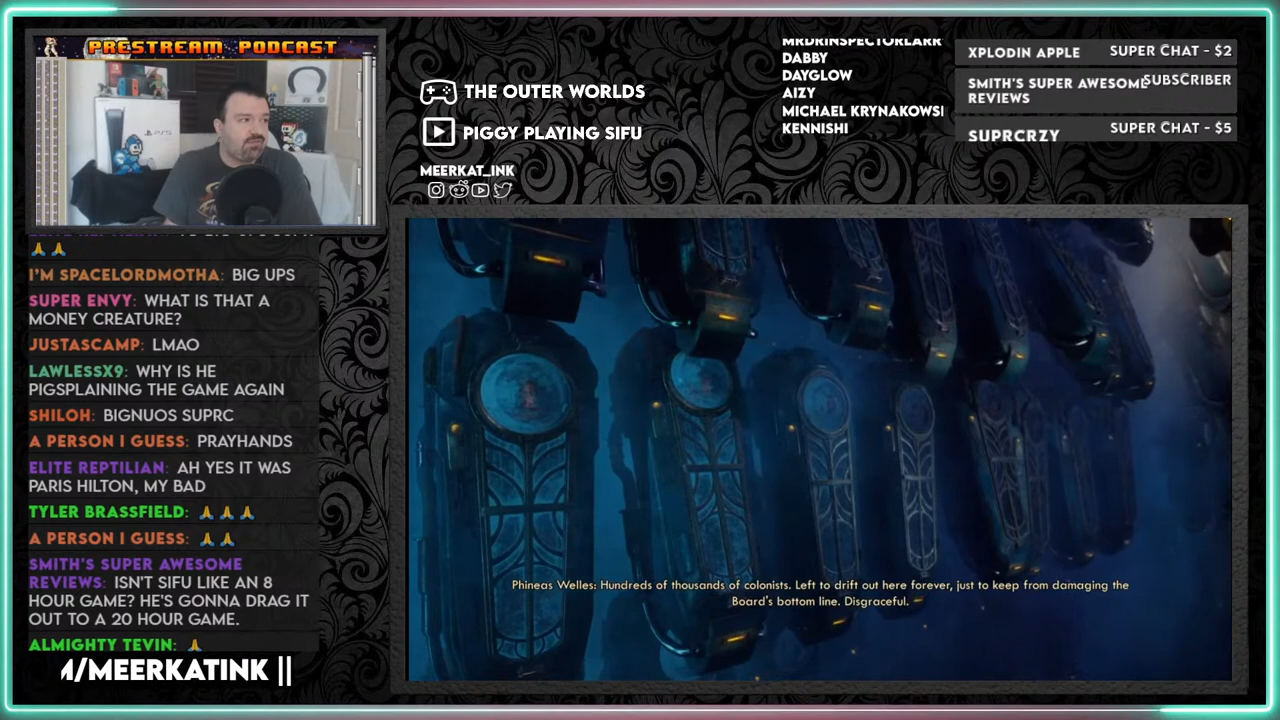 PRESTREAM PODCAST
PS5
THE OUTER WORLDS
PIGGY PLAYING SIFU
MEERKAT_INK
MRDRINSPECTORLARR
DABBY
DAYGLOW
AIZY
MICHAEL KRYNAKOWSI
KENNISHI
XPLODIN APPLE SUPER CHAT - $2
SMITH'S SUPER AWESOME SUBSCRIBER
REVIEWS
SUPRCRZY SUPER CHAT - $5
🙏🙏
I'M SPACELORDMOTHA: BIG UPS
SUPER ENVY: WHAT IS THAT A
MONEY CREATURE?
JUSTASCAMP: LMAO
LAWLESSX9: WHY IS HE
PIGSPLAINING THE GAME AGAIN
SHILOH: BIGNUOS SUPRC
A PERSON I GUESS: PRAYHANDS
ELITE REPTILIAN: AH YES IT WAS
PARIS HILTON, MY BAD
TYLER BRASSFIELD: 🙏🙏🙏
A PERSON I GUESS: 🙏🙏
SMITH'S SUPER AWESOME
REVIEWS: ISN'T SIFU LIKE AN 8
HOUR GAME? HE'S GONNA DRAG IT
OUT TO A 20 HOUR GAME.
ALMIGHTY TEVIN: 🙏
/MEERKATINK ||
Phineas Welles: Hundreds of thousands of colonists. Left to drift out here forever, just to keep from damaging the
Board's bottom line. Disgraceful.